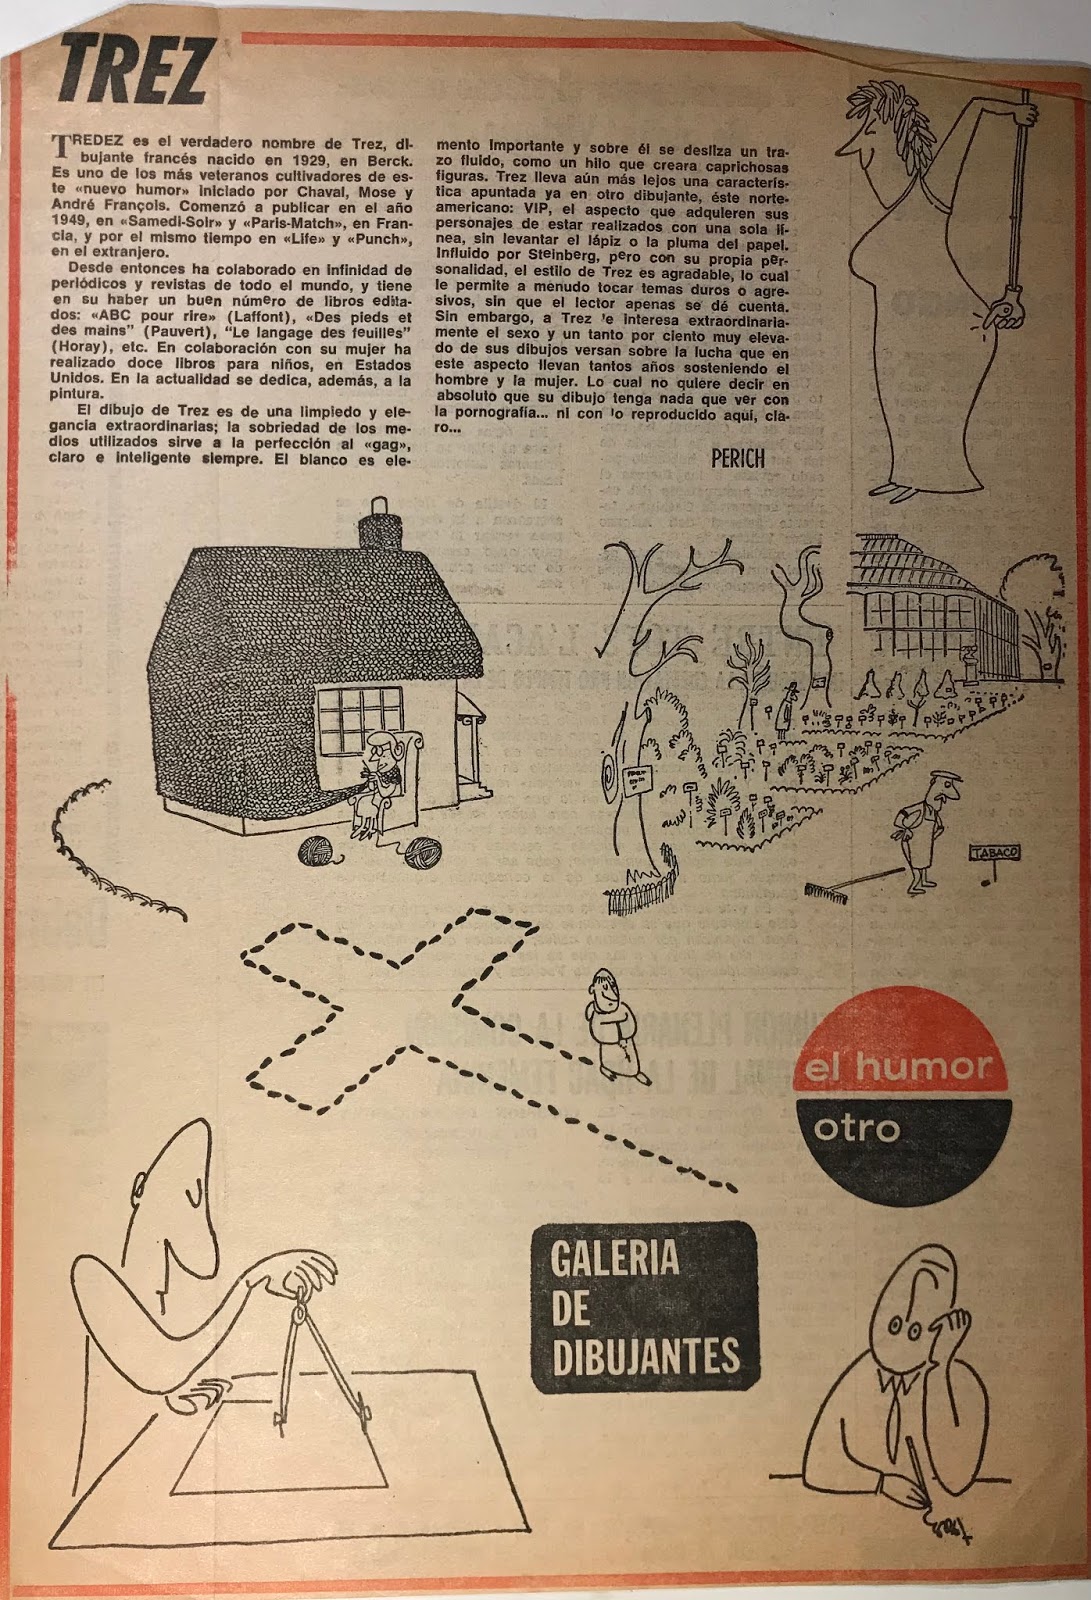 TREZ
TREDEZ es el verdadero nombre de Trez, di-
bujante francés nacido en 1929, en Berck.
Es uno de los más veteranos cultivadores de es-
te «nuevo humor» iniciado por Chaval, Mose y
André François. Comenzó a publicar en el año
1949, en «Samedi-Soir» y «Paris-Match», en Fran-
cia, y por el mismo tiempo en «Life» y «Punch»,
en el extranjero.
Desde entonces ha colaborado en infinidad de
periódicos y revistas de todo el mundo, y tiene
en su haber un buen número de libros edita-
dos: «ABC pour rire» (Laffont), «Des pieds et
des mains" (Pauvert), "Le langage des feuilles"
(Horay), etc. En colaboración con su mujer ha
realizado doce libros para niños, en Estados
Unidos. En la actualidad se dedica, además, a la
pintura.
El dibujo de Trez es de una limpiedo y ele-
gancia extraordinarias; la sobriedad de los me-
dios utilizados sirve a la perfección al «gag»,
claro e inteligente siempre. El blanco es ele-
mento importante y sobre él se desliza un tra-
zo fluido, como un hilo que creara caprichosas
figuras. Trez lleva aún más lejos una caracterís-
tica apuntada ya en otro dibujante, éste norte-
americano: VIP, el aspecto que adquieren sus
personajes de estar realizados con una sola lí-
nea, sin levantar el lápiz o la pluma del papel.
Influido por Steinberg, pero con su propia per-
sonalidad, el estilo de Trez es agradable, lo cual
le permite a menudo tocar temas duros o agre-
sivos, sin que el lector apenas se dé cuenta.
Sin embargo, a Trez 'e interesa extraordinaria-
mente el sexo y un tanto por ciento muy eleva-
do de sus dibujos versan sobre la lucha que en
este aspecto llevan tantos años sosteniendo el
hombre y la mujer. Lo cual no quiere decir en
absoluto que su dibujo tenga nada que ver con
la pornografía... ni con 'o reproducido aquí, cla-
ro...
PERICH
TABACO
el humor
otro
GALERIA
DE
DIBUJANTES